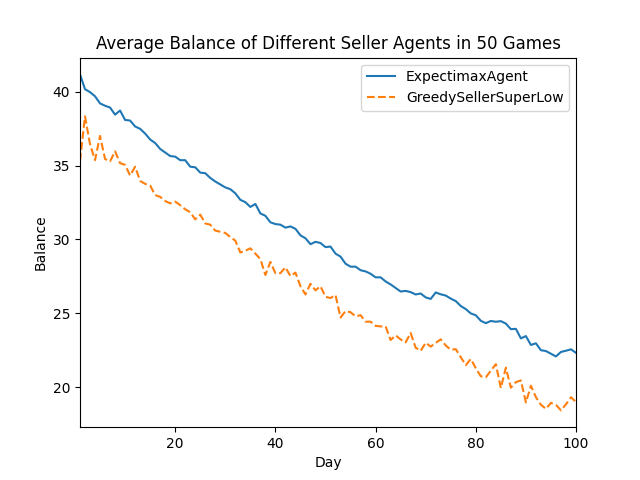 Average Balance of Different Seller Agents in 50 Games
ExpectimaxAgent
GreedySellerSuperLow
Balance
40
35
30
25
20
20
40
60
80
100
Day